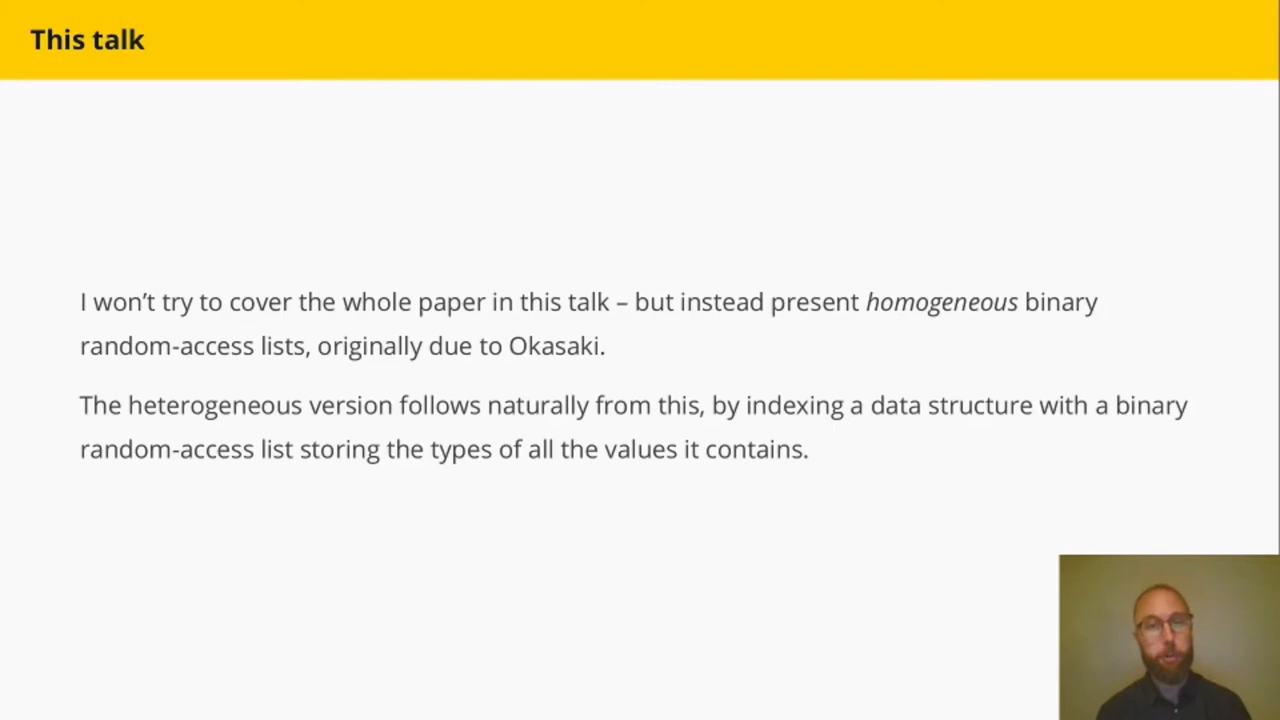 This talk
I won’t try to cover the whole paper in this talk – but instead present homogeneous binary
random-access lists, originally due to Okasaki.
The heterogeneous version follows naturally from this, by indexing a data structure with a binary
random-access list storing the types of all the values it contains.